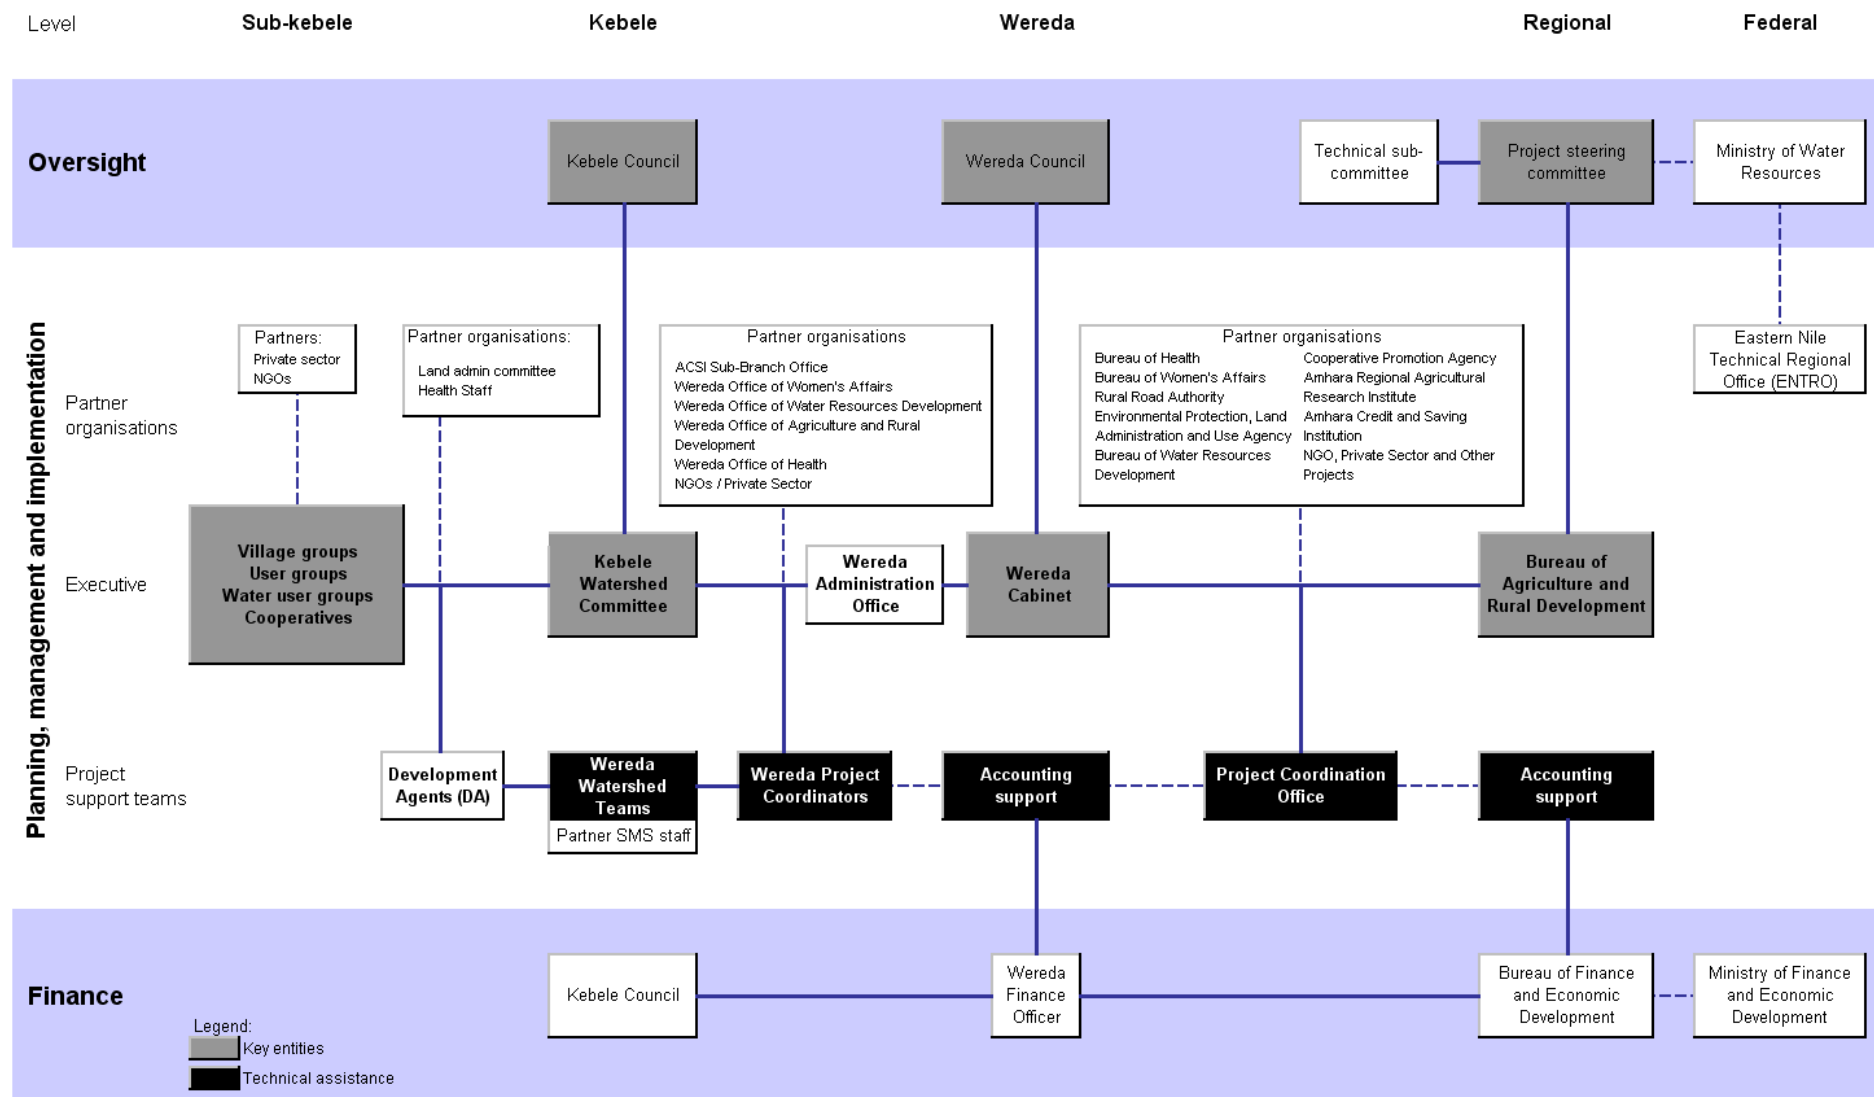 Level
Sub-kebele
Kebele
Wereda
Regional
Federal
Oversight
Kebele Council
Wereda Council
Technical sub-
committee
Project steering
committee
Ministry of Water
Resources
Planning, management and implementation
Partner
organisations
Partners:
Private sector
NGOs
Partner organisations:
Land admin committee
Health Staff
Partner organisations
ACSI Sub-Branch Office
Wereda Office of Women's Affairs
Wereda Office of Water Resources Development
Wereda Office of Agriculture and Rural
Development
Wereda Office of Health
NGOs / Private Sector
Partner organisations
Bureau of Health
Bureau of Women's Affairs
Rural Road Authority
Environmental Protection, Land
Administration and Use Agency
Bureau of Water Resources
Development
Cooperative Promotion Agency
Amhara Regional Agricultural
Research Institute
Amhara Credit and Saving
Institution
NGO, Private Sector and Other
Projects
Eastern Nile
Technical Regional
Office (ENTRO)
Executive
Village groups
User groups
Water user groups
Cooperatives
Kebele
Watershed
Committee
Wereda
Administration
Office
Wereda
Cabinet
Bureau of
Agriculture and
Rural Development
Project
support teams
Development
Agents (DA)
Wereda
Watershed
Teams
Partner SMS staff
Wereda Project
Coordinators
Accounting
support
Project Coordination
Office
Accounting
support
Finance
Kebele Council
Wereda
Finance
Officer
Bureau of Finance
and Economic
Development
Ministry of Finance
and Economic
Development
Legend:
Key entities
Technical assistance